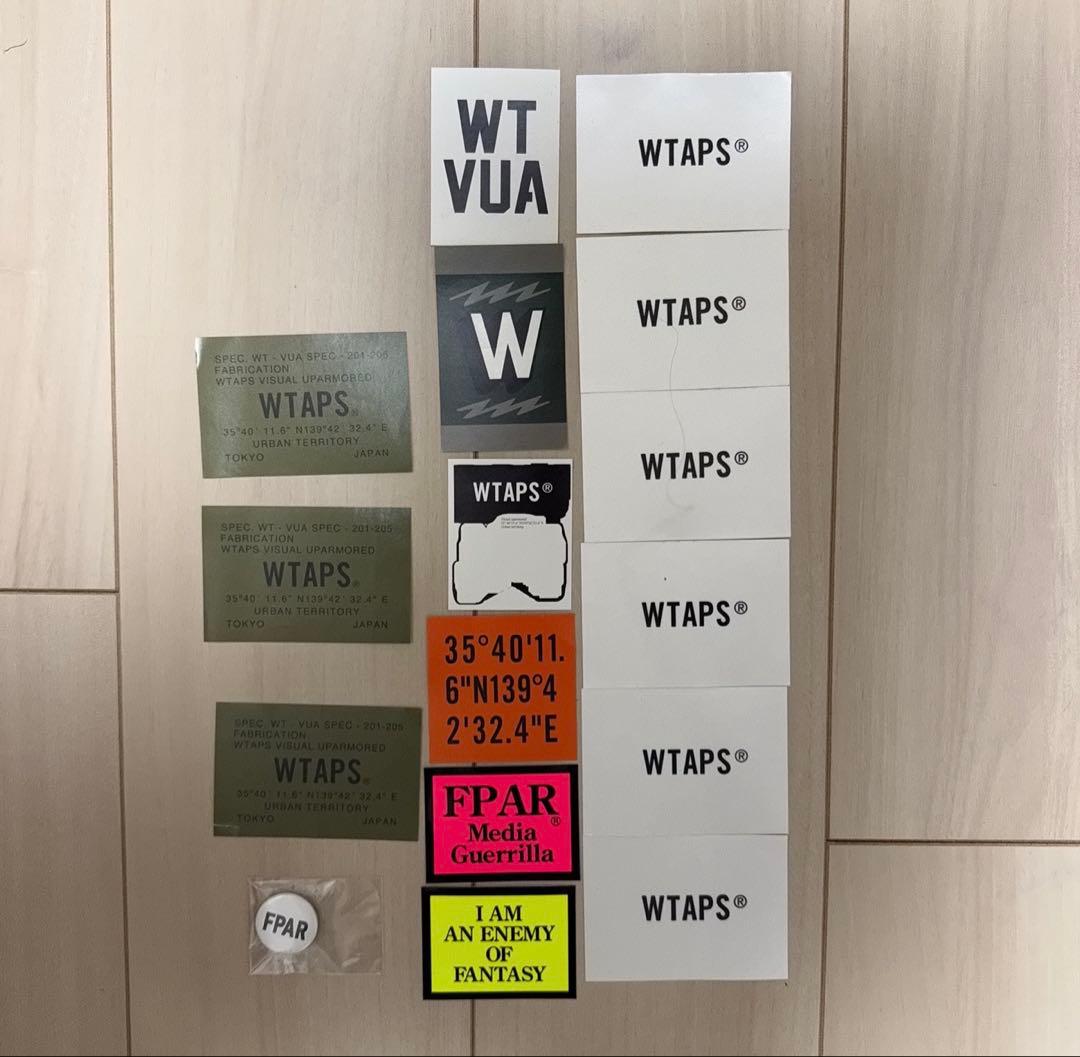 SPEC. WT - VUA SPEC - 201-205
FABRICATION
WTAPS VISUAL UPARMORED
WTAPS®
35°40' 11.6" N139°42' 32.4" E
URBAN TERRITORY
TOKYO JAPAN
SPEC. WT - VUA SPEC - 201-205
FABRICATION
WTAPS VISUAL UPARMORED
WTAPS®
35°40' 11.6" N139°42' 32.4" E
URBAN TERRITORY
TOKYO JAPAN
SPEC. WT - VUA SPEC - 201-205
FABRICATION
WTAPS VISUAL UPARMORED
WTAPS®
35°40' 11.6" N139°42' 32.4" E
URBAN TERRITORY
TOKYO JAPAN
FPAR
WT
VUA
W
WTAPS®
35°40'11.
6"N139°4
2'32.4"E
FPAR®
Media
Guerrilla
I AM
AN ENEMY
OF
FANTASY
WTAPS®
WTAPS®
WTAPS®
WTAPS®
WTAPS®
WTAPS®